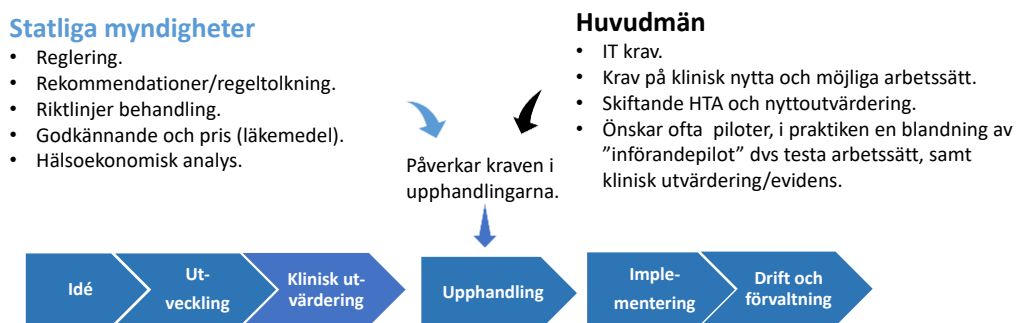 Statliga myndigheter
• Reglering.
• Rekommendationer/regeltolkning.
• Riktlinjer behandling.
• Godkännande och pris (läkemedel).
• Hälsoekonomisk analys.
Huvudmän
• IT krav.
• Krav på klinisk nytta och möjliga arbetssätt.
• Skiftande HTA och nyttoutvärdering.
• Önskar ofta  piloter, i praktiken en blandning av
”införandepilot” dvs testa arbetssätt, samt
klinisk utvärdering/evidens.
Påverkar kraven i
upphandlingarna.
Idé
Ut-
veckling
Klinisk ut-
värdering
Upphandling
Imple-
mentering
Drift och
förvaltning